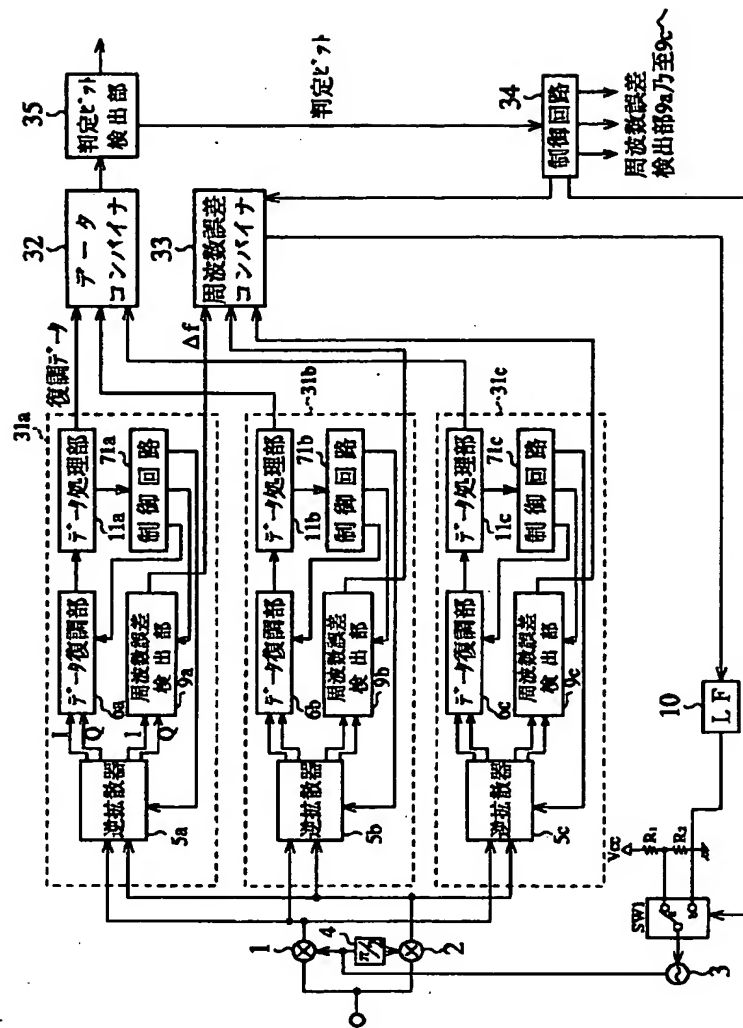 31a
逆拡散器
5a
I
Q
I
Q
データ復調部
6a
周波数誤差
検出部
9a
データ処理部
11a
71a
制御回路
復調データ
Δf
31b
逆拡散器
5b
データ復調部
6b
周波数誤差
検出部
9b
データ処理部
11b
71b
制御回路
31c
逆拡散器
5c
データ復調部
6c
周波数誤差
検出部
9c
データ処理部
11c
71c
制御回路
32
データ
コンバイナ
33
周波数誤差
コンバイナ
35
判定ビット
検出部
判定ビット
34
制御回路
周波数誤差
検出部9a乃至9cへ
1
4
π/2
2
3
SW1
Vcc
R1
R2
10
LF